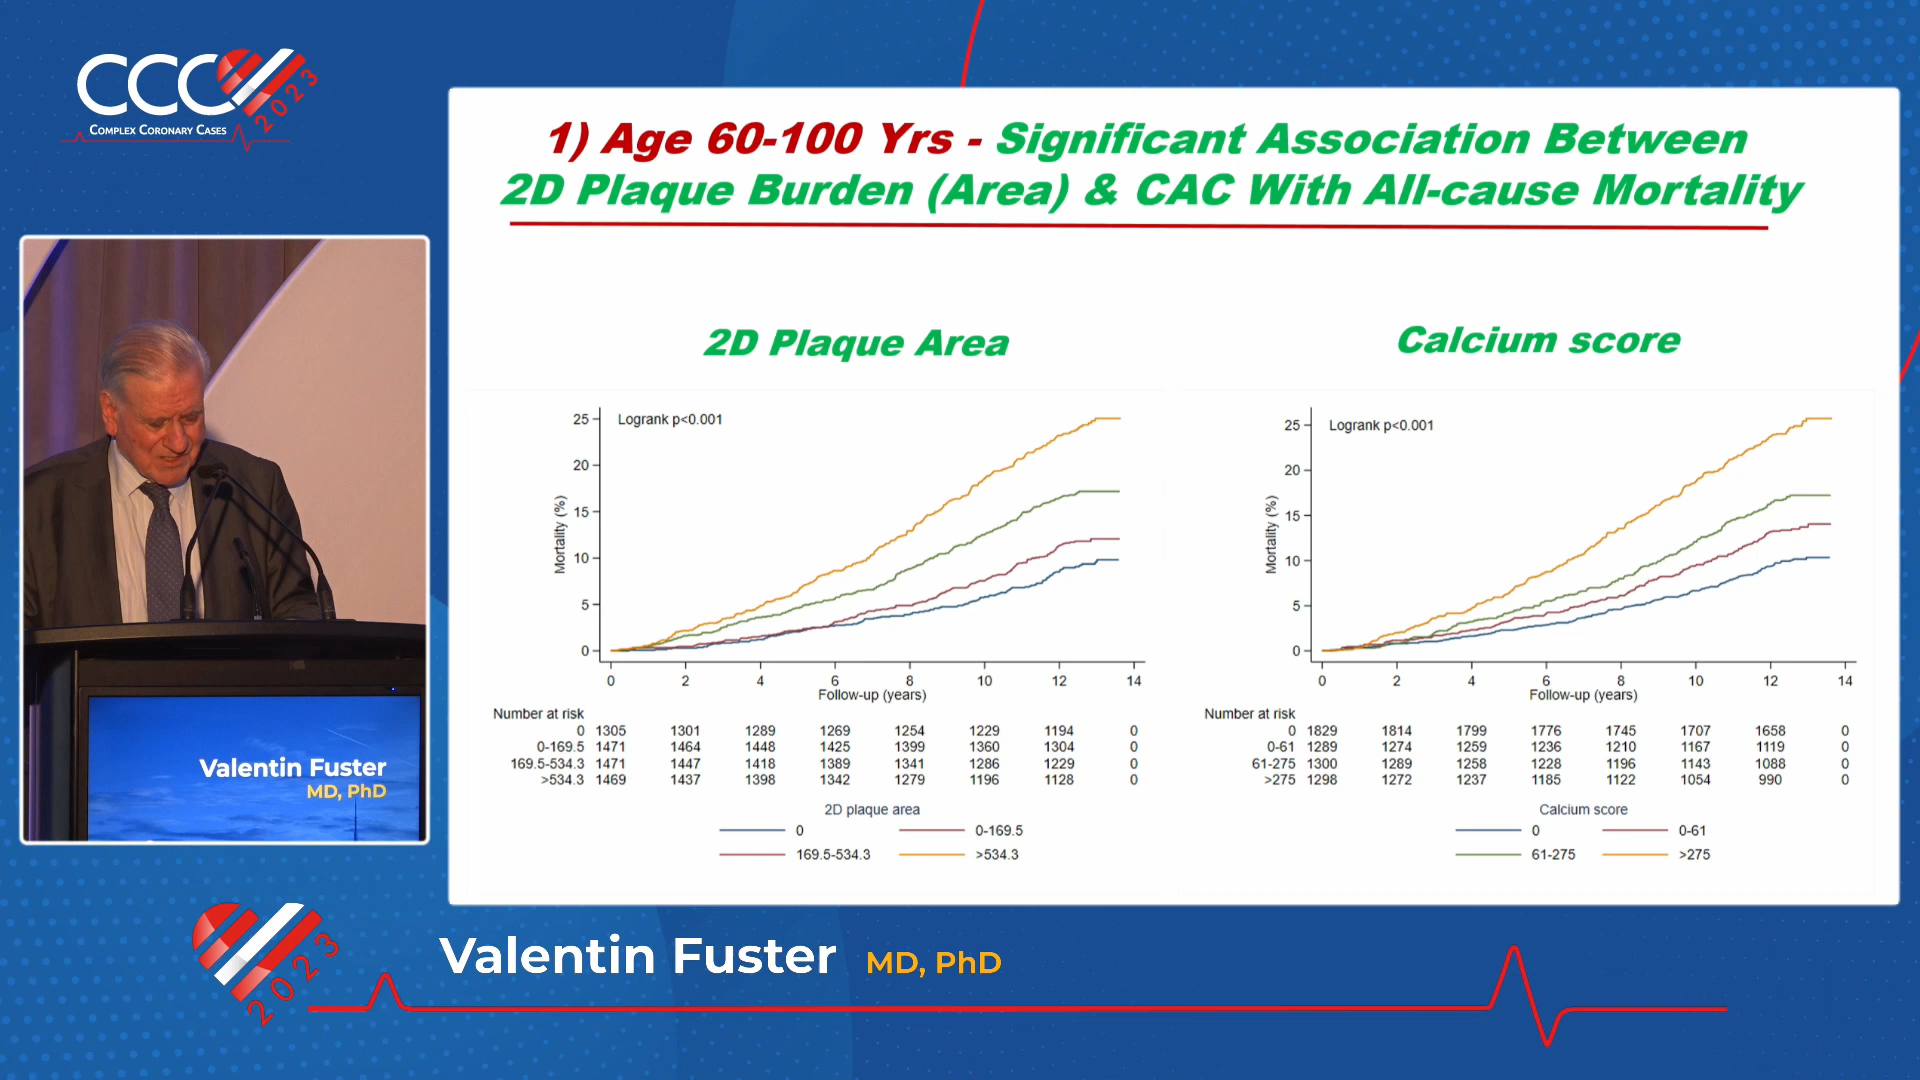 CCC
2023
COMPLEX CORONARY CASES
1) Age 60-100 Yrs - Significant Association Between
2D Plaque Burden (Area) & CAC With All-cause Mortality
2D Plaque Area
Logrank p<0.001
Mortality (%)
25
20
15
10
5
0
0 2 4 6 8 10 12 14
Follow-up (years)
Number at risk
0 1305 1301 1289 1269 1254 1229 1194 0
0-169.5 1471 1464 1448 1425 1399 1360 1304 0
169.5-534.3 1471 1447 1418 1389 1341 1286 1229 0
>534.3 1469 1437 1398 1342 1279 1196 1128 0
2D plaque area
0 0-169.5
169.5-534.3 >534.3
Calcium score
Logrank p<0.001
Mortality (%)
25
20
15
10
5
0
0 2 4 6 8 10 12 14
Follow-up (years)
Number at risk
0 1829 1814 1799 1776 1745 1707 1658 0
0-61 1289 1274 1259 1236 1210 1167 1119 0
61-275 1300 1289 1258 1228 1196 1143 1088 0
>275 1298 1272 1237 1185 1122 1054 990 0
Calcium score
0 0-61
61-275 >275
Valentin Fuster
MD, PhD
2023
Valentin Fuster MD, PhD